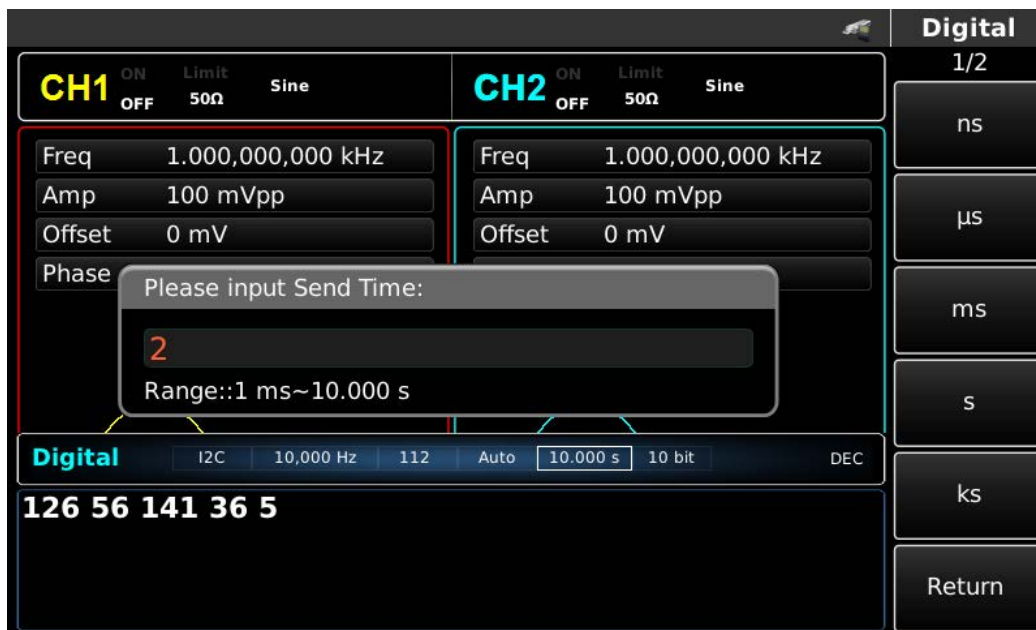 Digital
1/2
CH1 ON OFF Limit 50Ω Sine
CH2 ON OFF Limit 50Ω Sine
Freq 1.000,000,000 kHz
Amp 100 mVpp
Offset 0 mV
Phase
Freq 1.000,000,000 kHz
Amp 100 mVpp
Offset 0 mV
Please input Send Time:
2
Range::1 ms~10.000 s
Digital I2C 10,000 Hz 112 Auto 10.000 s 10 bit DEC
126 56 141 36 5
ns
µs
ms
s
ks
Return